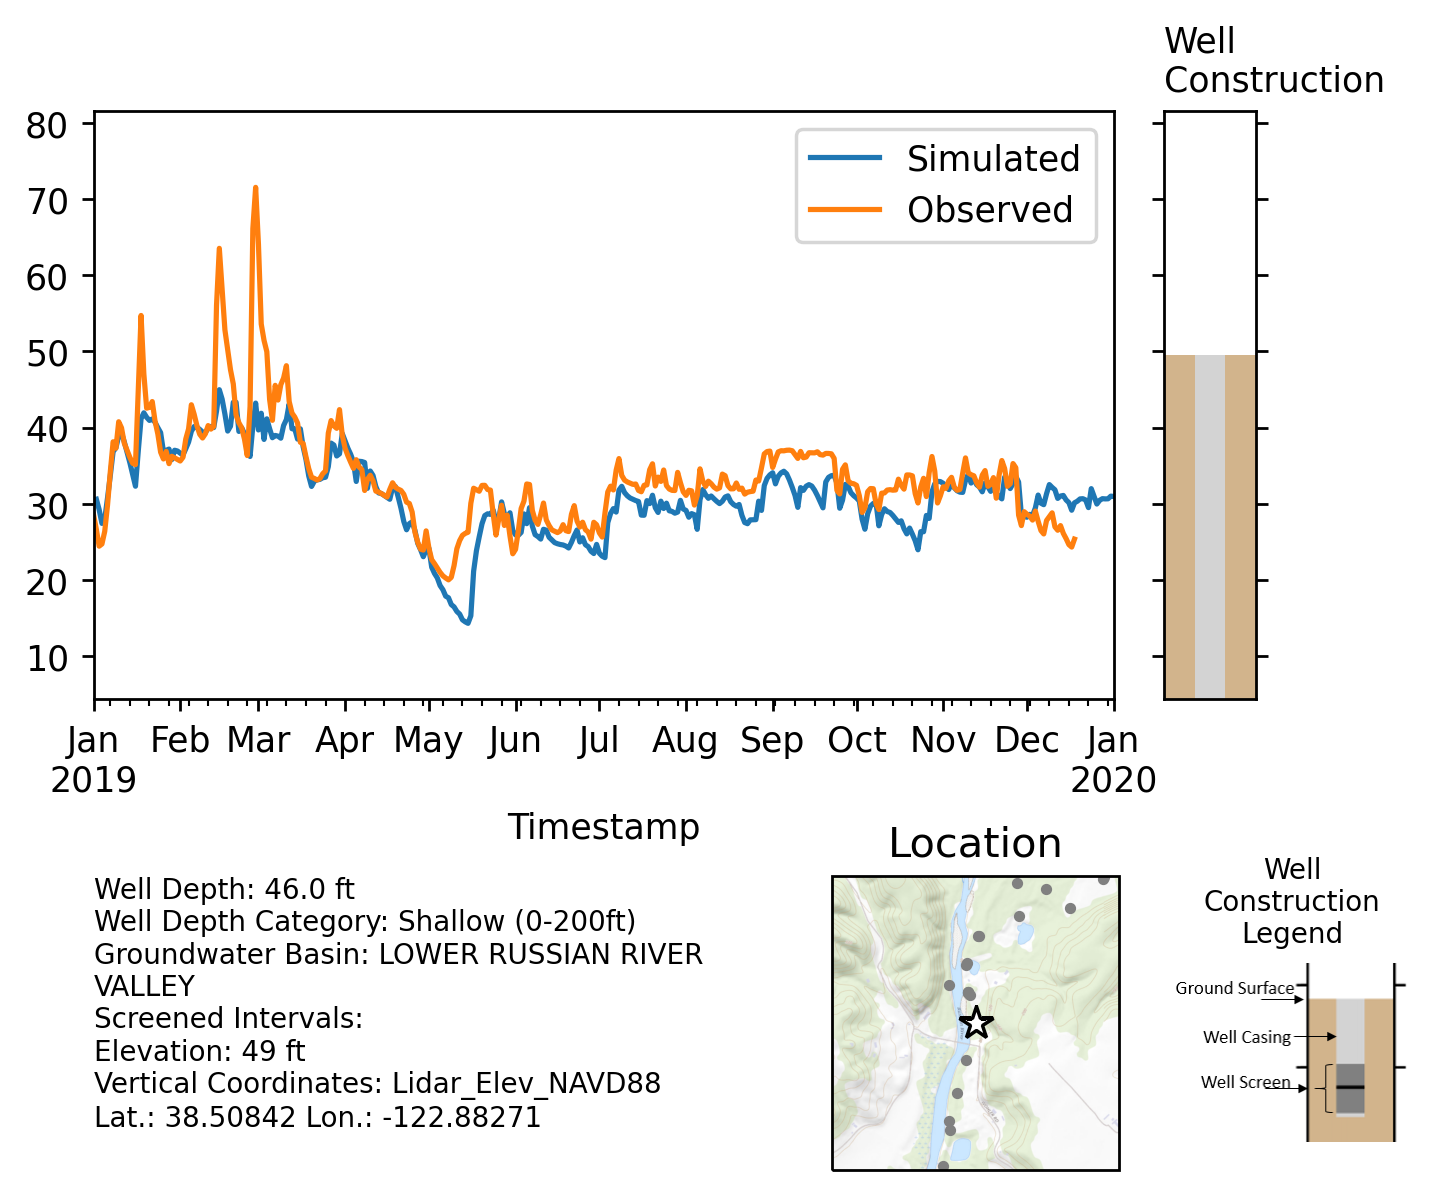 Well
Construction
80
70
60
50
40
30
20
10
Simulated
Observed
Jan Feb Mar Apr May Jun Jul Aug Sep Oct Nov Dec Jan
2019 2020
Timestamp
Well Depth: 46.0 ft
Well Depth Category: Shallow (0-200ft)
Groundwater Basin: LOWER RUSSIAN RIVER
VALLEY
Screened Intervals:
Elevation: 49 ft
Vertical Coordinates: Lidar_Elev_NAVD88
Lat.: 38.50842 Lon.: -122.88271
Location
Well
Construction
Legend
Ground Surface
Well Casing
Well Screen